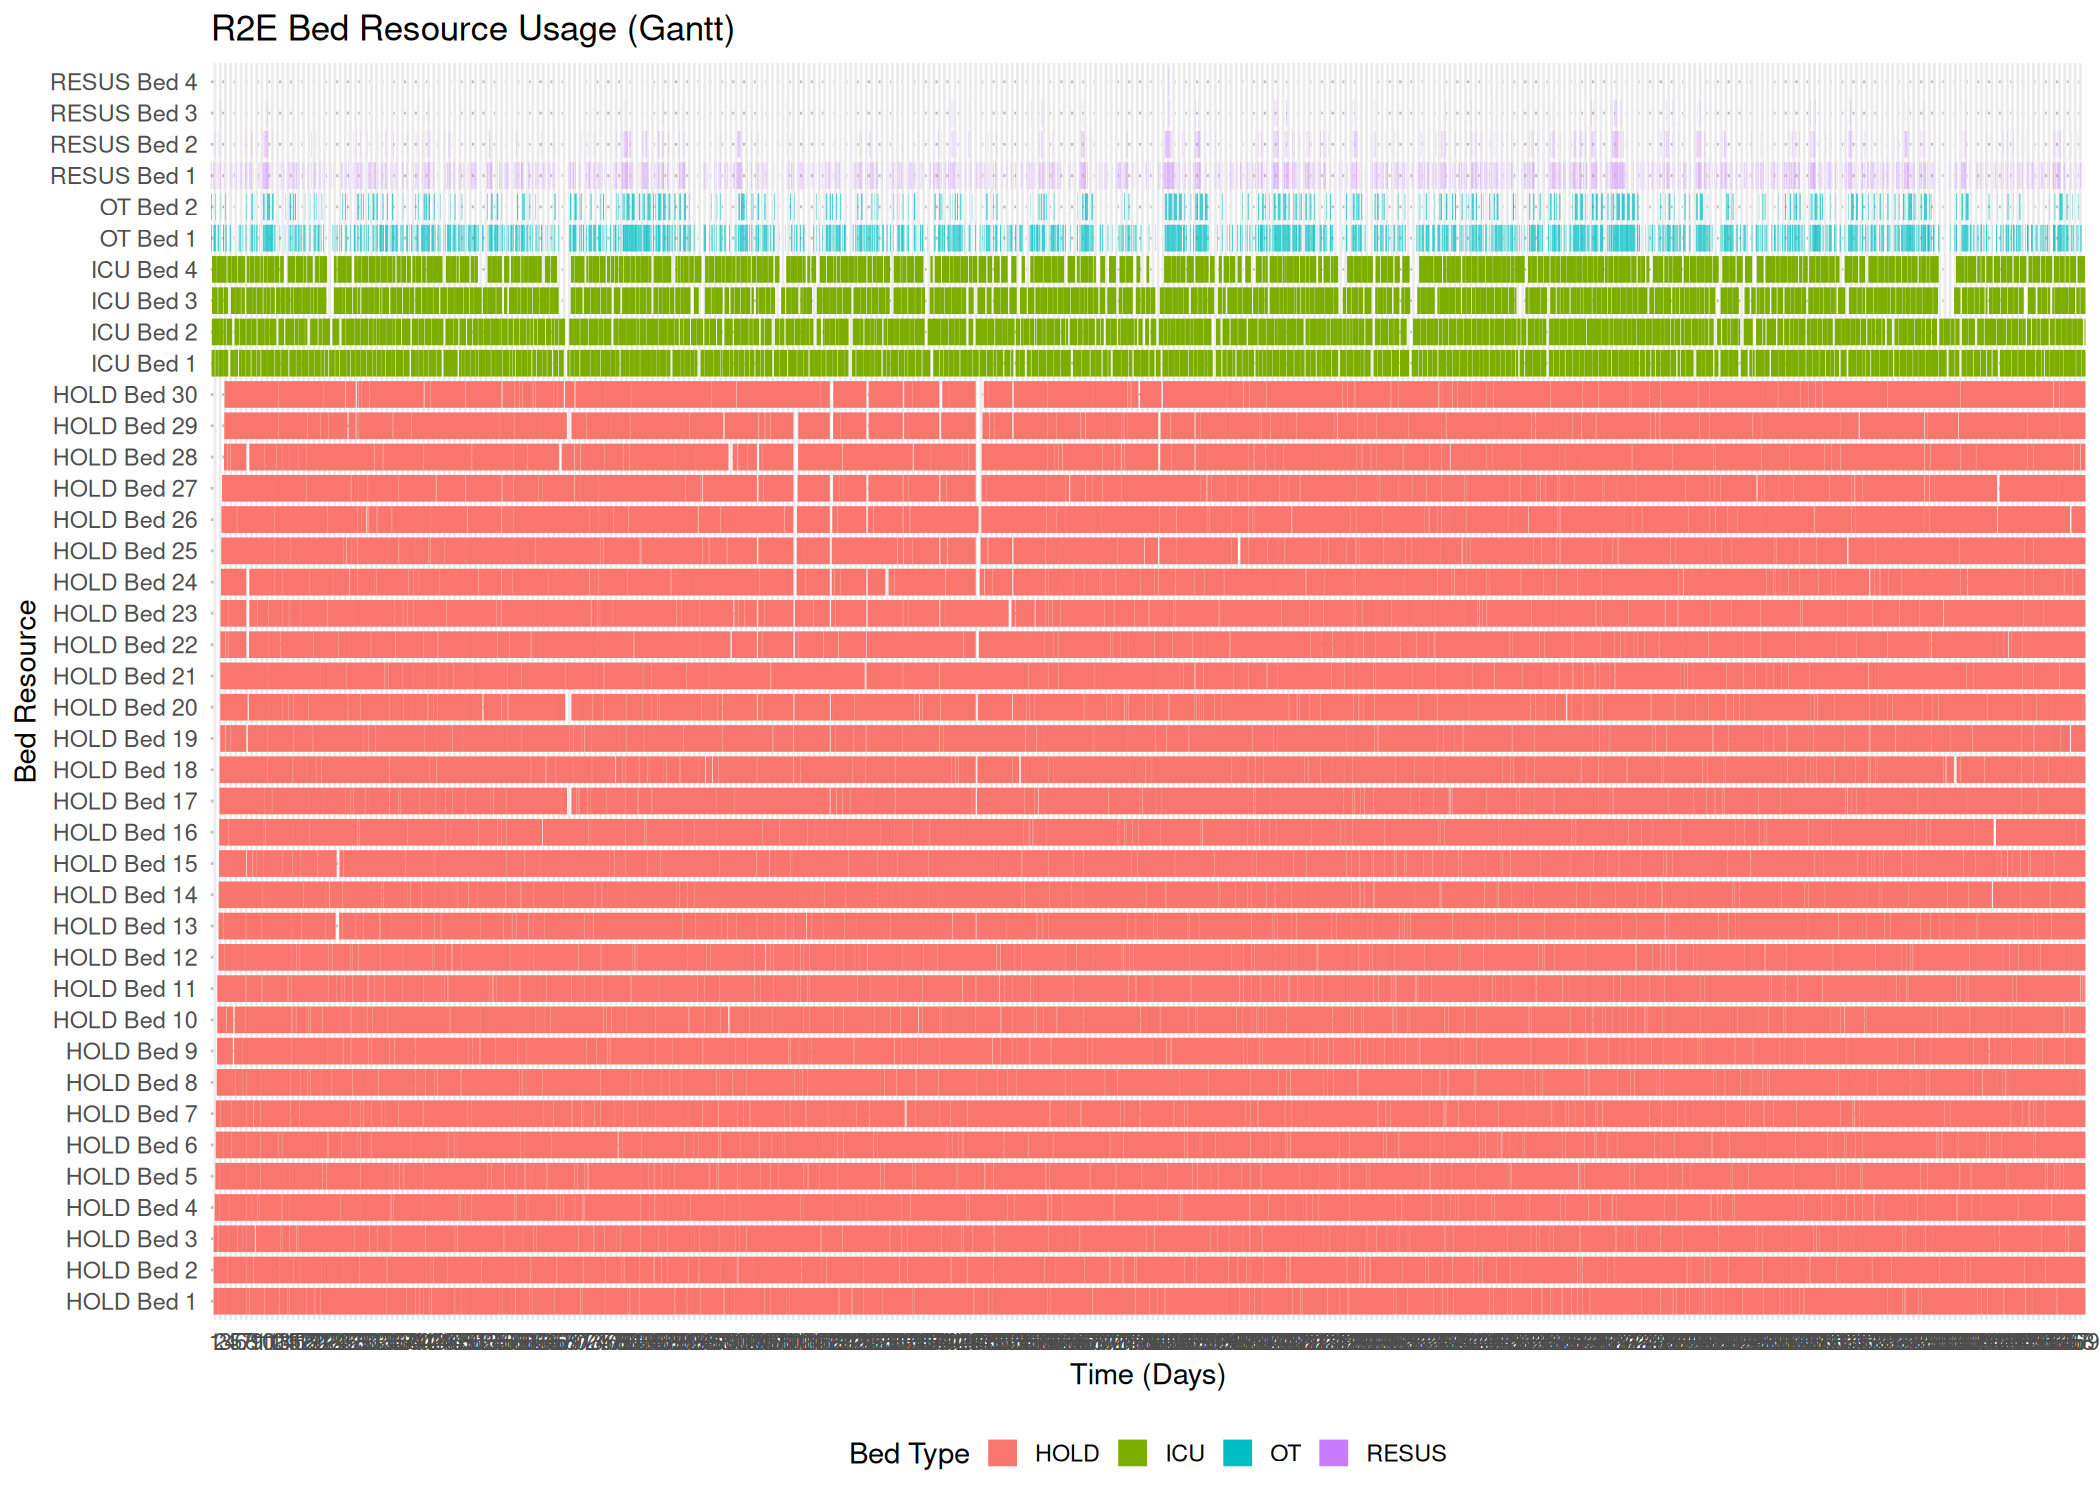 R2E Bed Resource Usage (Gantt)
RESUS Bed 4
RESUS Bed 3
RESUS Bed 2
RESUS Bed 1
OT Bed 2
OT Bed 1
ICU Bed 4
ICU Bed 3
ICU Bed 2
ICU Bed 1
HOLD Bed 30
HOLD Bed 29
HOLD Bed 28
HOLD Bed 27
HOLD Bed 26
HOLD Bed 25
HOLD Bed 24
HOLD Bed 23
HOLD Bed 22
HOLD Bed 21
HOLD Bed 20
HOLD Bed 19
HOLD Bed 18
HOLD Bed 17
HOLD Bed 16
HOLD Bed 15
HOLD Bed 14
HOLD Bed 13
HOLD Bed 12
HOLD Bed 11
HOLD Bed 10
HOLD Bed 9
HOLD Bed 8
HOLD Bed 7
HOLD Bed 6
HOLD Bed 5
HOLD Bed 4
HOLD Bed 3
HOLD Bed 2
HOLD Bed 1
Bed Resource
Time (Days)
Bed Type HOLD ICU OT RESUS